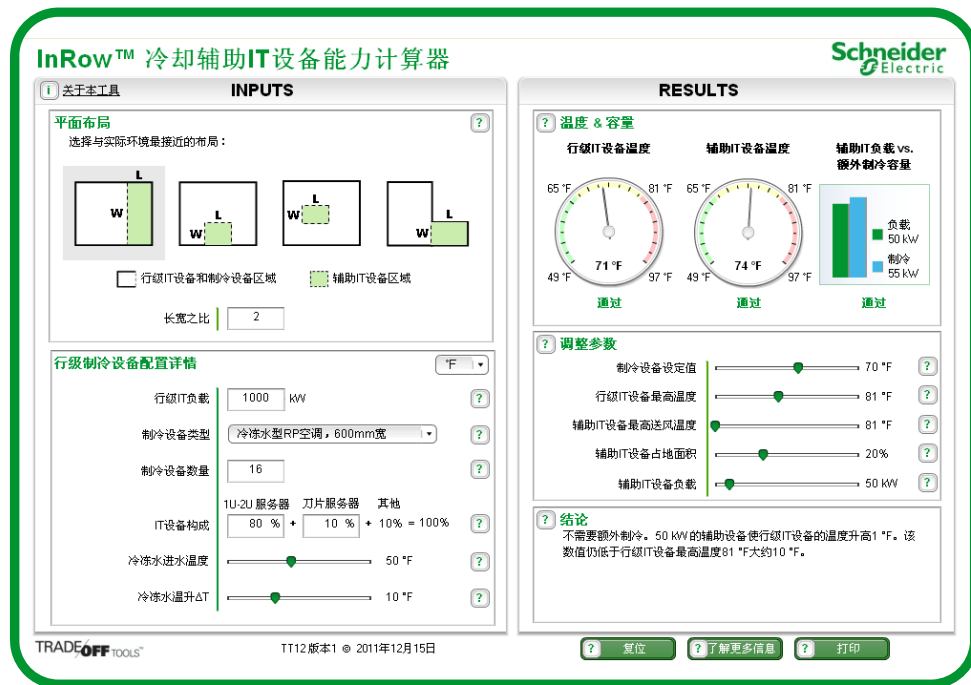 InRow™ 冷却辅助IT设备能力计算器
Schneider
Electric
i 关于本工具
INPUTS
平面布局
?
选择与实际环境最接近的布局：
L
W
L
W
L
W
L
W
行级IT设备和制冷设备区域
辅助IT设备区域
长宽之比
2
行级制冷设备配置详情
°F
行级IT负载
1000 kW
?
制冷设备类型
冷冻水型RP空调，600mm宽
?
制冷设备数量
16
?
1U-2U 服务器 刀片服务器 其他
IT设备构成
80 % + 10 % + 10% = 100%
?
冷冻水进水温度
50 °F
?
冷冻水温升ΔT
10 °F
?
RESULTS
? 温度 & 容量
行级IT设备温度
65 °F
81 °F
49 °F
97 °F
71 °F
通过
辅助IT设备温度
65 °F
81 °F
49 °F
97 °F
74 °F
通过
辅助IT负载 vs.
额外制冷容量
负载
50 kW
制冷
55 kW
通过
? 调整参数
制冷设备设定值
70 °F
?
行级IT设备最高温度
81 °F
?
辅助IT设备最高送风温度
81 °F
?
辅助IT设备占地面积
20%
?
辅助IT设备负载
50 kW
?
? 结论
不需要额外制冷。50 kW的辅助设备使行级IT设备的温度升高1 °F。该
数值仍低于行级IT设备最高温度81 °F大约10 °F。
TRADE OFF TOOLS™
TT12 版本1 © 2011年12月15日
? 复位
? 了解更多信息
? 打印